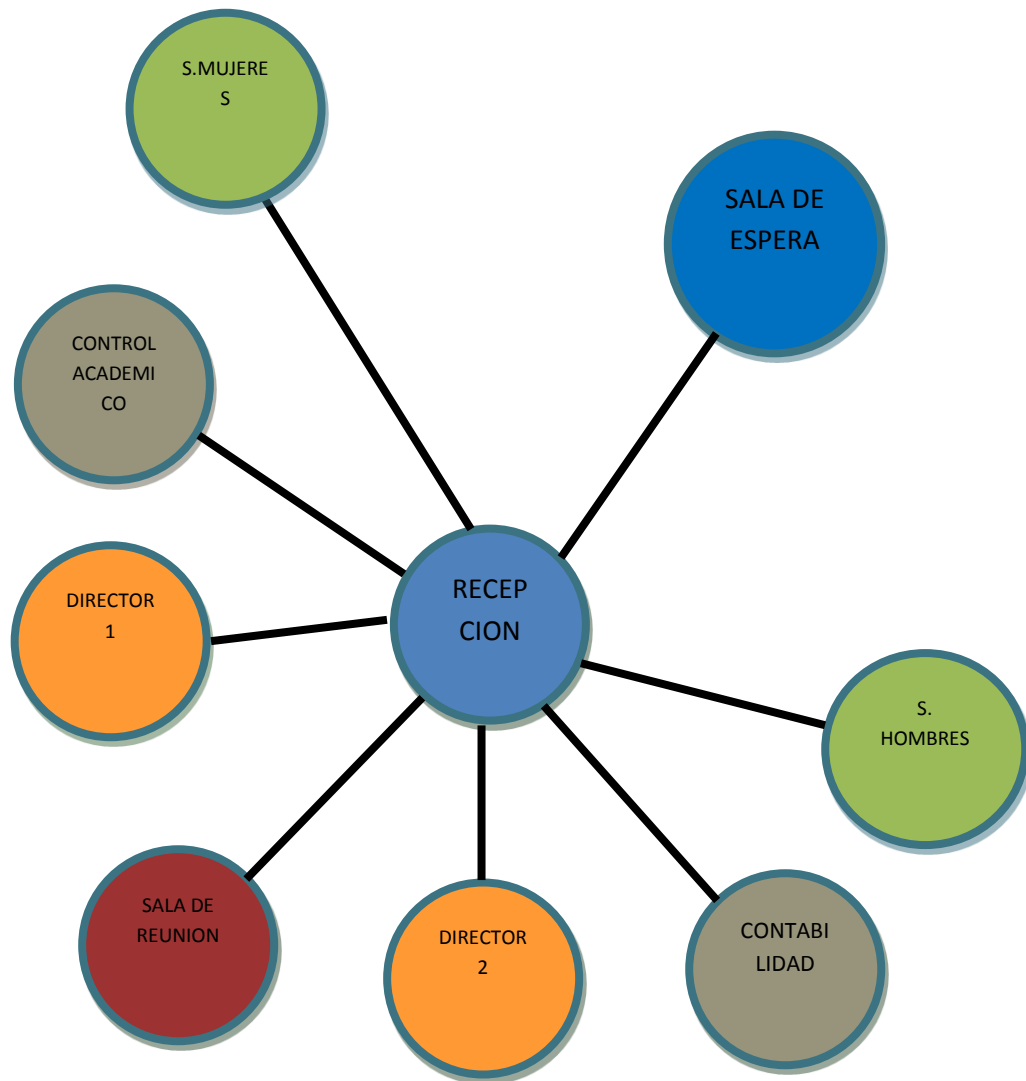 S.MUJERE
S
SALA DE
ESPERA
CONTROL
ACADEMI
CO
RECEP
CION
DIRECTOR
1
S.
HOMBRES
SALA DE
REUNION
DIRECTOR
2
CONTABI
LIDAD